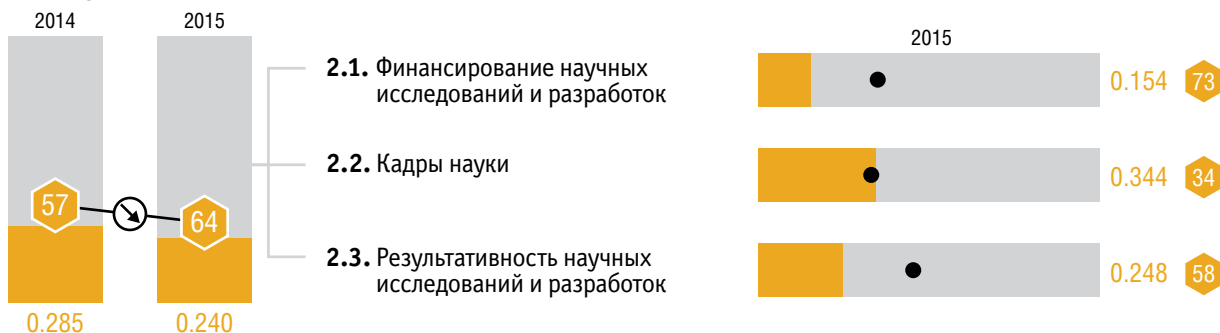 2014
2015
57
64
0.285
0.240
2.1. Финансирование научных
исследований и разработок
2.2. Кадры науки
2.3. Результативность научных
исследований и разработок
2015
0.154 73
0.344 34
0.248 58